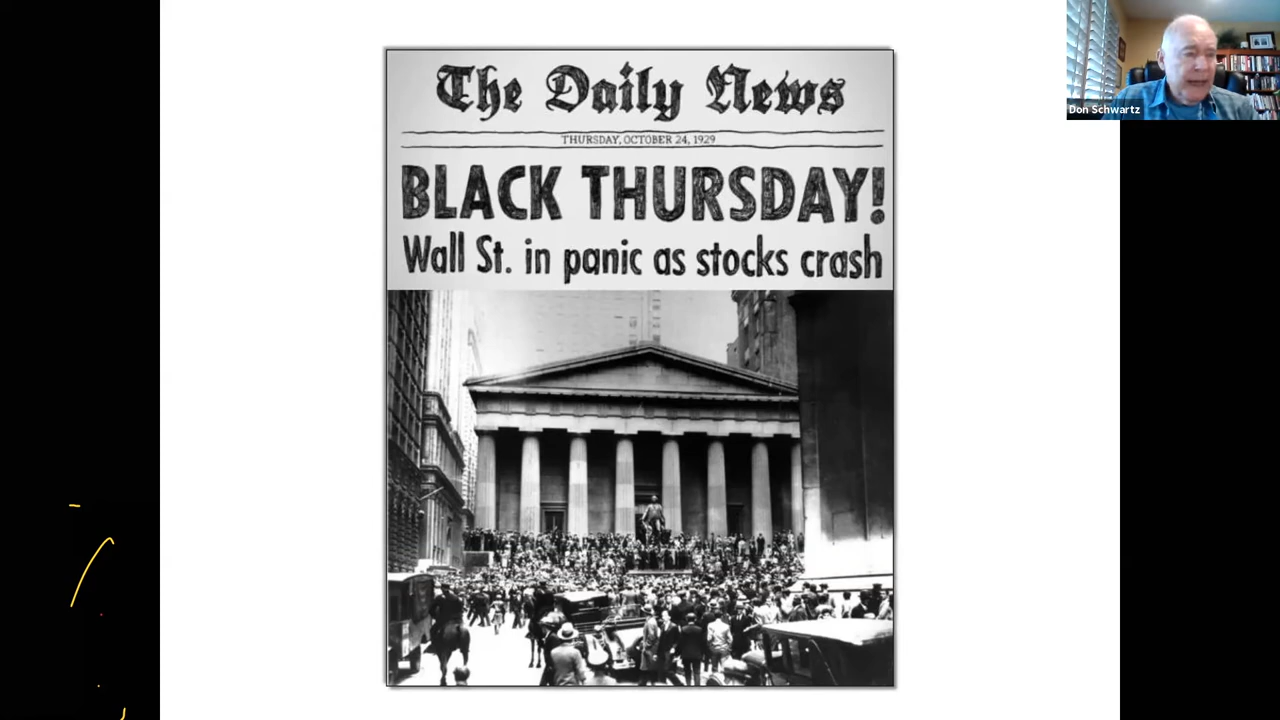 The Daily News
THURSDAY, OCTOBER 24, 1929
BLACK THURSDAY!
Wall St. in panic as stocks crash
Don Schwartz